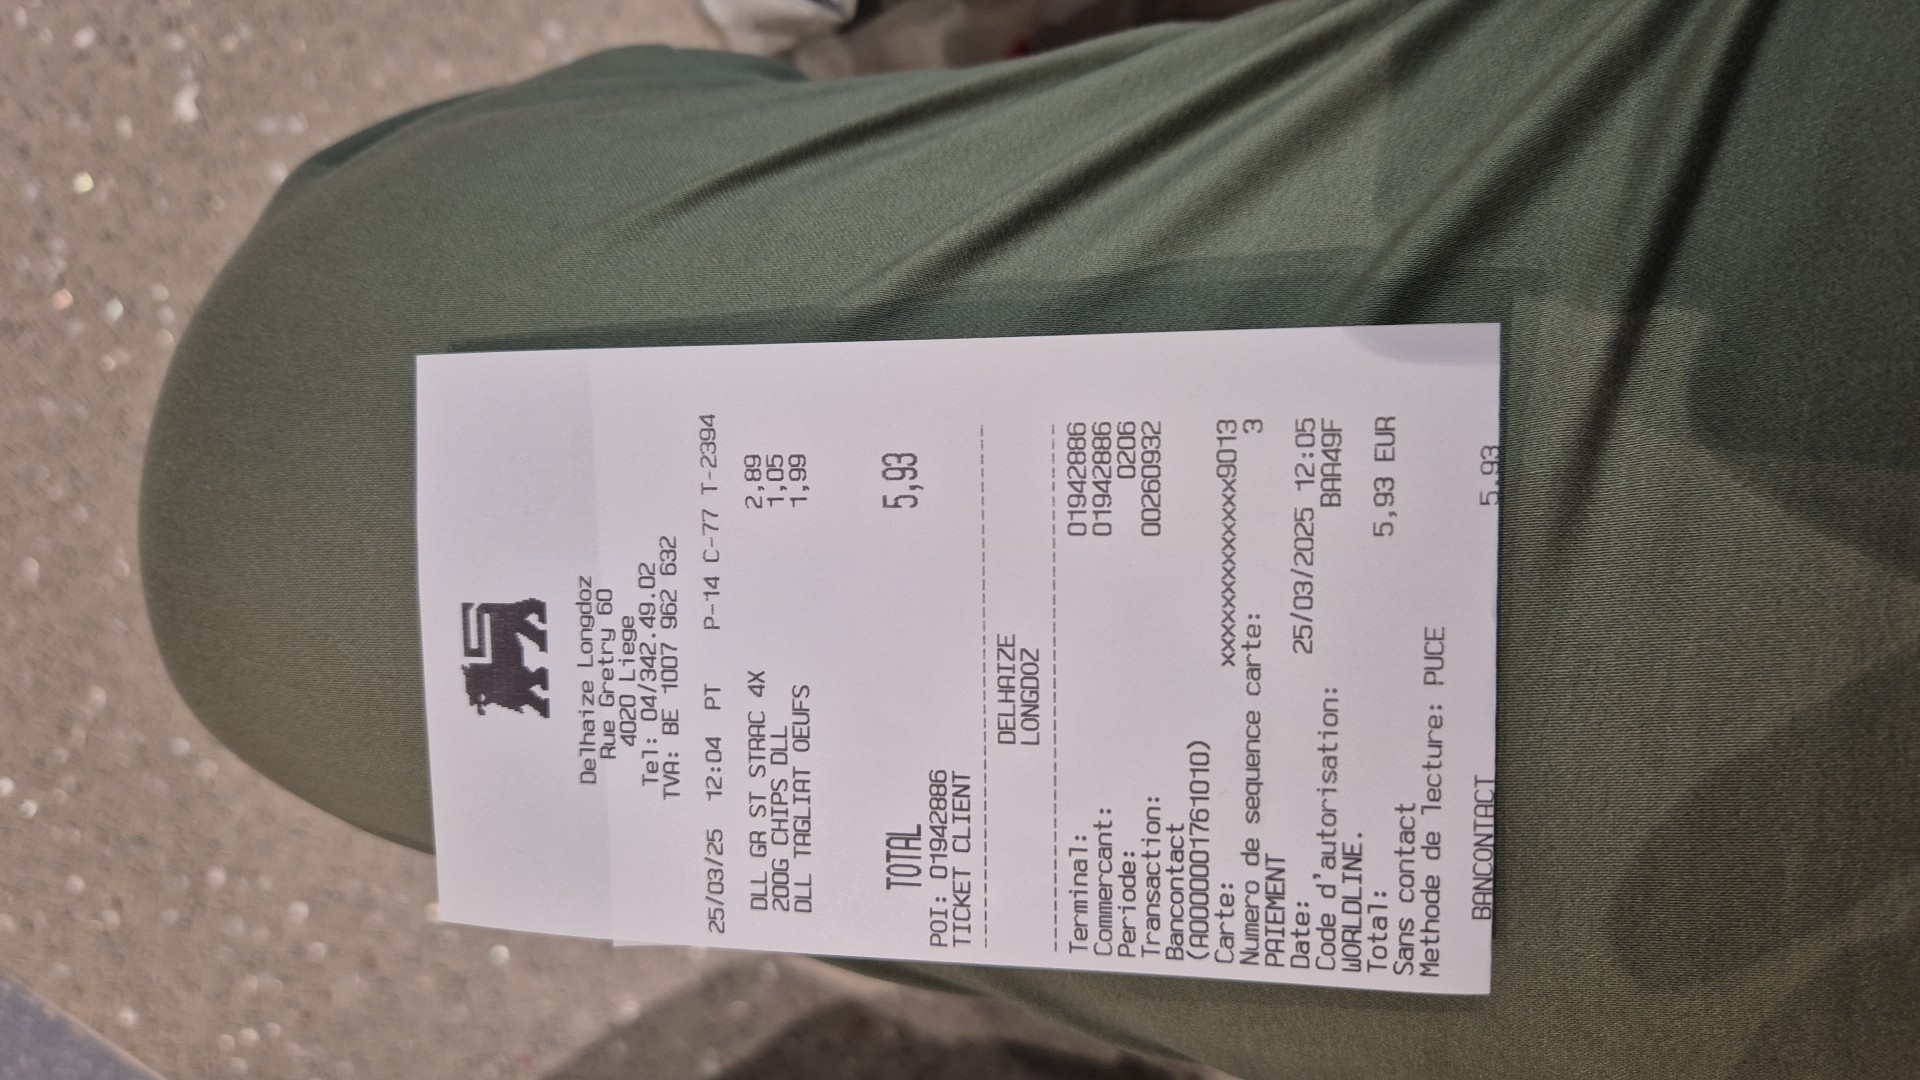 Delhaize Longdoz
Rue Gretry 60
4020 Liege
Tel: 04/342.49.02
TVA: BE 1007 962 632
25/03/25 12:04 PT P-14 C-77 T-2394
DLL GR ST STRAC 4X 2,89
200G CHIPS DLL 1,05
DLL TAGLIAT OEUFS 1,99
TOTAL 5,93
POI: 01942886
TICKET CLIENT
DELHAIZE
LONGDOZ
Terminal: 01942886
Commercant: 01942886
Periode: 0206
Transaction: 00260932
Bancontact
(A0000001761010)
Carte: xxxxxxxxxxxxx9013
Numero de sequence carte: 3
PAIEMENT
Date: 25/03/2025 12:05
Code d'autorisation: BAA49F
WORLDLINE.
Total: 5,93 EUR
Sans contact
Methode de lecture: PUCE
BANCONTACT 5,93